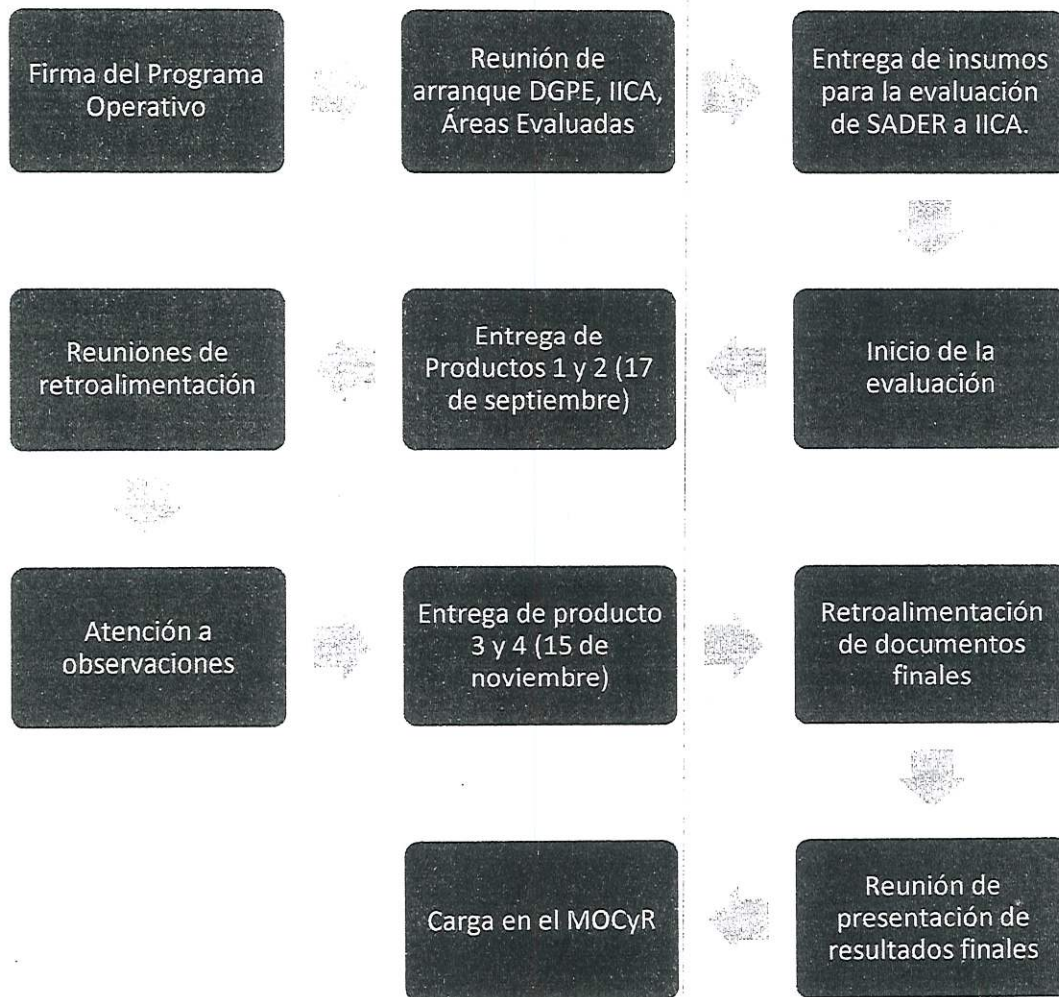 Firma del Programa
Operativo
Reunión de
arranque DGPE, IICA,
Áreas Evaluadas
Entrega de insumos
para la evaluación
de SADER a IICA.
Inicio de la
evaluación
Entrega de
Productos 1 y 2 (17
de septiembre)
Reuniones de
retroalimentación
Atención a
observaciones
Entrega de producto
3 y 4 (15 de
noviembre)
Retroalimentación
de documentos
finales
Reunión de
presentación de
resultados finales
Carga en el MOCyR